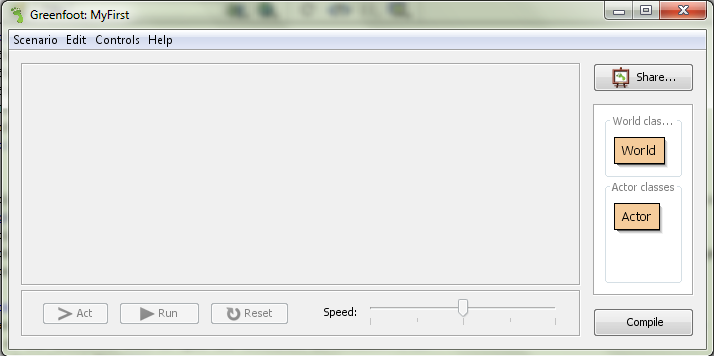 Greenfoot: MyFirst
Scenario Edit Controls Help
Share...
World clas...
World
Actor classes
Actor
Act
Run
Reset
Speed:
Compile